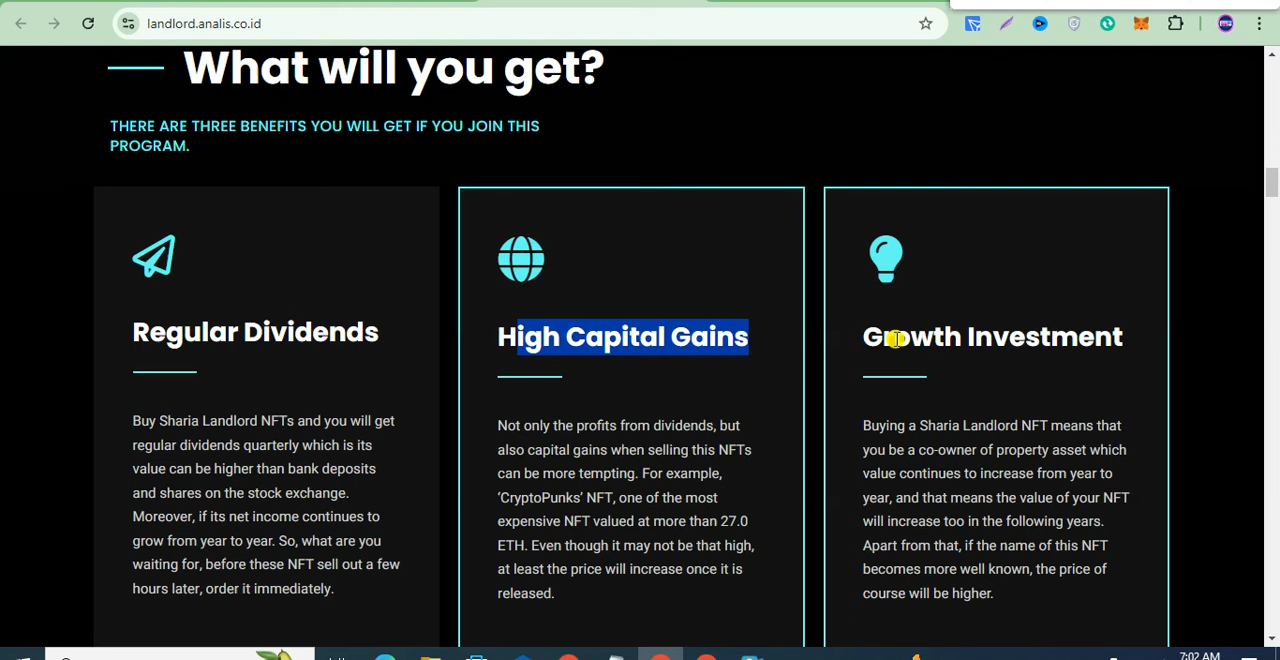 landlord.analis.co.id
What will you get?
THERE ARE THREE BENEFITS YOU WILL GET IF YOU JOIN THIS
PROGRAM.
Regular Dividends
Buy Sharia Landlord NFTs and you will get
regular dividends quarterly which is its
value can be higher than bank deposits
and shares on the stock exchange.
Moreover, if its net income continues to
grow from year to year. So, what are you
waiting for, before these NFT sell out a few
hours later, order it immediately.
High Capital Gains
Not only the profits from dividends, but
also capital gains when selling this NFTs
can be more tempting. For example,
‘CryptoPunks’ NFT, one of the most
expensive NFT valued at more than 27.0
ETH. Even though it may not be that high,
at least the price will increase once it is
released.
Growth Investment
Buying a Sharia Landlord NFT means that
you be a co-owner of property asset which
value continues to increase from year to
year, and that means the value of your NFT
will increase too in the following years.
Apart from that, if the name of this NFT
becomes more well known, the price of
course will be higher.
7:02 AM